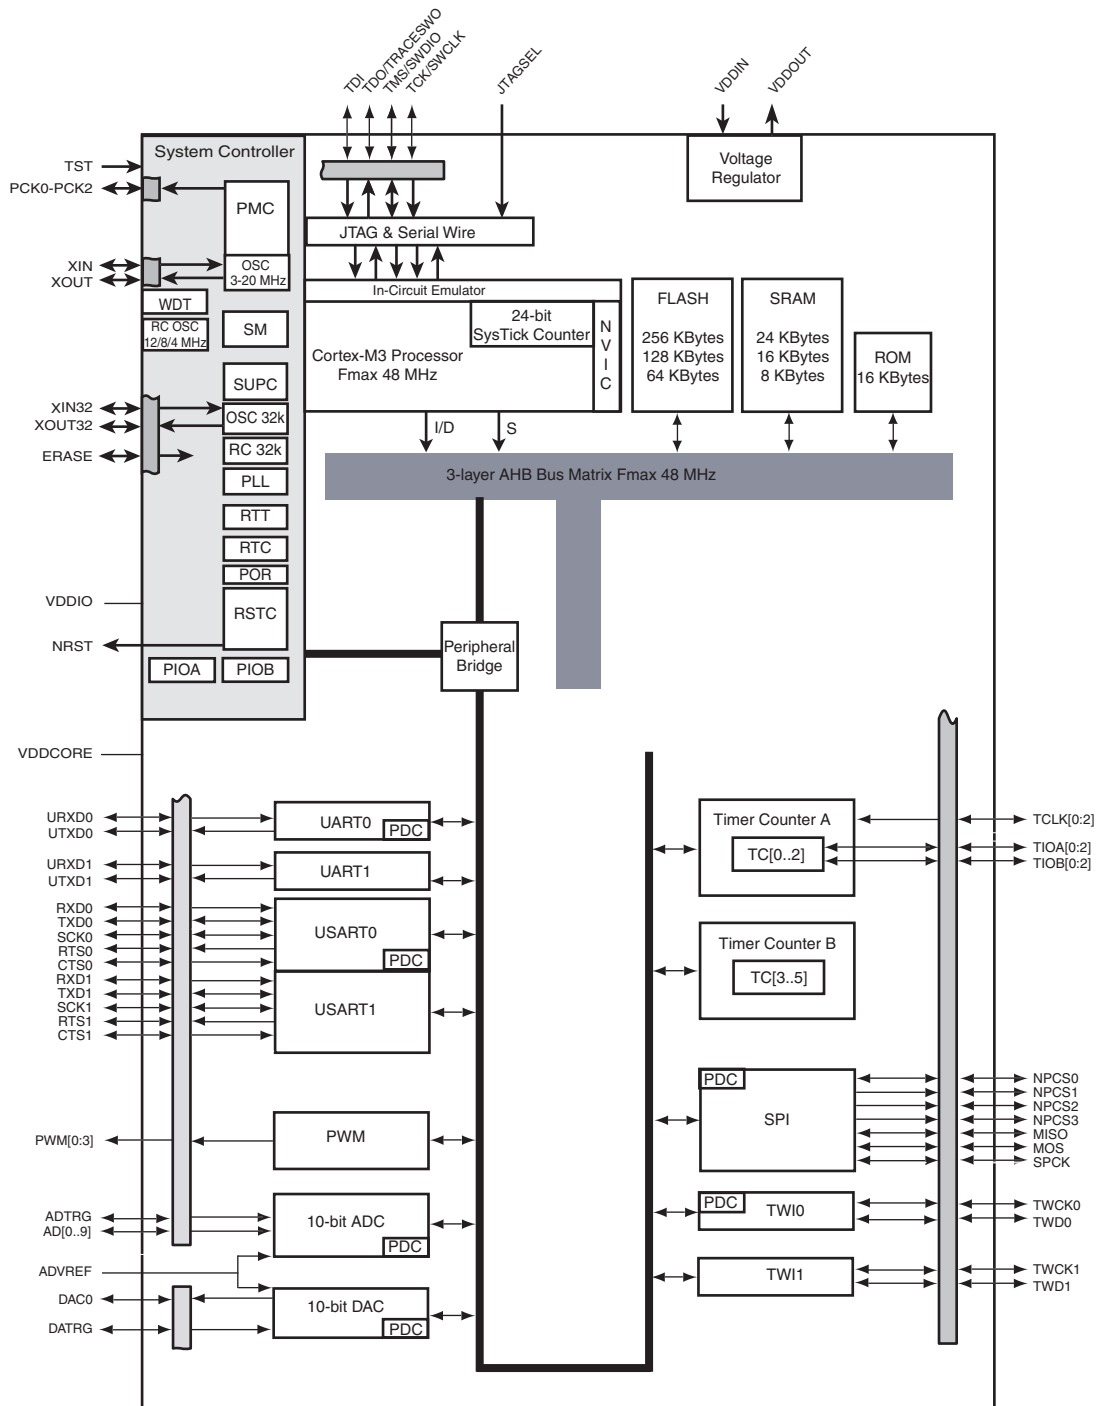 TDI
TDO/TRACESWO
TMS/SWDIO
TCK/SWCLK
JTAGSEL
VDDIN
VDDOUT
System Controller
TST
PCK0-PCK2
PMC
Voltage
Regulator
JTAG & Serial Wire
XIN
XOUT
OSC
3-20 MHz
In-Circuit Emulator
WDT
RC OSC
12/8/4 MHz
SM
24-bit
SysTick Counter
N
V
I
C
Cortex-M3 Processor
Fmax 48 MHz
FLASH
256 KBytes
128 KBytes
64 KBytes
SRAM
24 KBytes
16 KBytes
8 KBytes
ROM
16 KBytes
SUPC
XIN32
XOUT32
OSC 32k
I/D
S
ERASE
RC 32k
PLL
3-layer AHB Bus Matrix Fmax 48 MHz
RTT
RTC
POR
VDDIO
RSTC
NRST
PIOA
PIOB
Peripheral
Bridge
VDDCORE
URXD0
UTXD0
UART0
PDC
URXD1
UTXD1
UART1
RXD0
TXD0
SCK0
RTS0
CTS0
USART0
PDC
RXD1
TXD1
SCK1
RTS1
CTS1
USART1
PWM[0:3]
PWM
ADTRG
AD[0..9]
10-bit ADC
PDC
ADVREF
DAC0
DATRG
10-bit DAC
PDC
Timer Counter A
TC[0..2]
TCLK[0:2]
TIOA[0:2]
TIOB[0:2]
Timer Counter B
TC[3..5]
PDC
SPI
NPCS0
NPCS1
NPCS2
NPCS3
MISO
MOS
SPCK
PDC
TWI0
TWCK0
TWD0
TWI1
TWCK1
TWD1